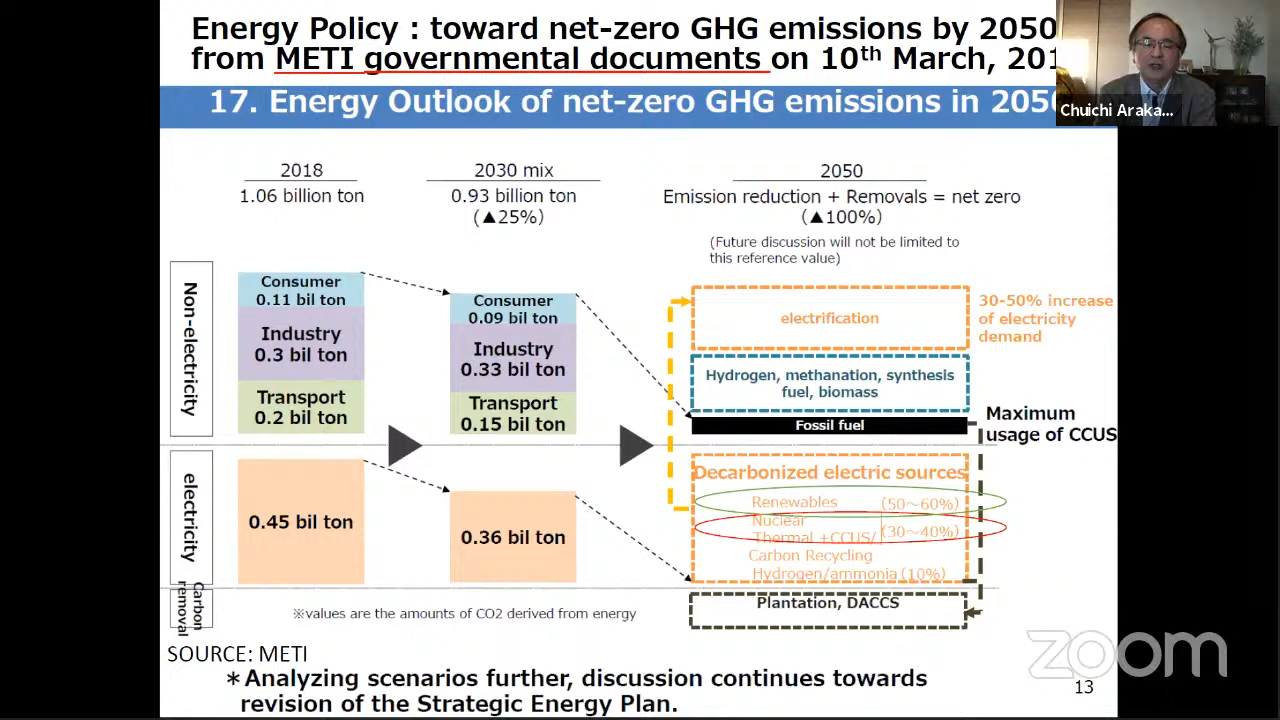 Energy Policy : toward net-zero GHG emissions by 2050
from METI governmental documents on 10th March, 201
17. Energy Outlook of net-zero GHG emissions in 205
Chuichi Araka...
2018
1.06 billion ton
2030 mix
0.93 billion ton
(▲25%)
2050
Emission reduction + Removals = net zero
(▲100%)
(Future discussion will not be limited to
this reference value)
Non-electricity
Consumer
0.11 bil ton
Industry
0.3 bil ton
Transport
0.2 bil ton
Consumer
0.09 bil ton
Industry
0.33 bil ton
Transport
0.15 bil ton
electrification
30-50% increase
of electricity
demand
Hydrogen, methanation, synthesis
fuel, biomass
Fossil fuel
Maximum
usage of CCUS
electricity
0.45 bil ton
0.36 bil ton
Decarbonized electric sources
Renewables (50～60%)
Nuclear
Thermal +CCUS/ (30～40%)
Carbon Recycling
Hydrogen/ammonia (10%)
Carbon
removal
※values are the amounts of CO2 derived from energy
Plantation, DACCS
SOURCE: METI
＊Analyzing scenarios further, discussion continues towards
revision of the Strategic Energy Plan.
zoom
13